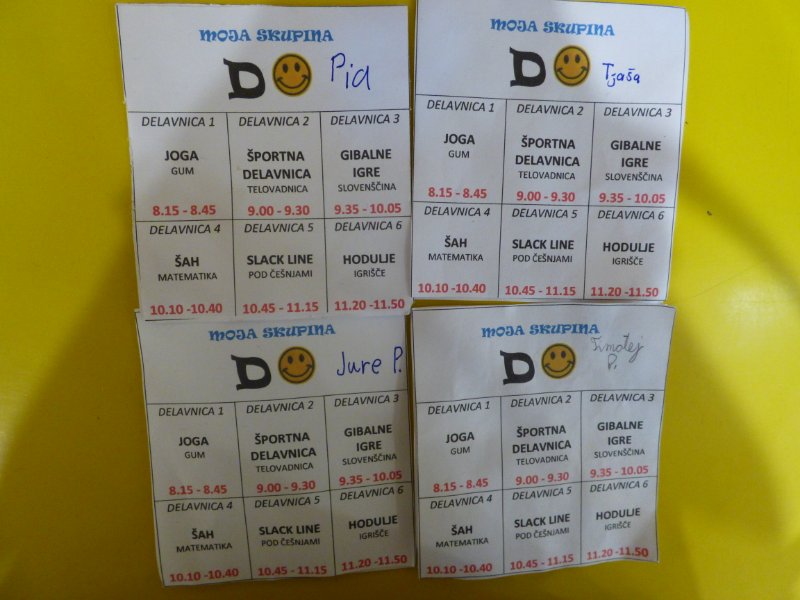 MOJA SKUPINA
D Pia
DELAVNICA 1 DELAVNICA 2 DELAVNICA 3
JOGA ŠPORTNA DELAVNICA GIBALNE IGRE
GUM TELOVADNICA SLOVENŠČINA
8.15 - 8.45 9.00 - 9.30 9.35 - 10.05
DELAVNICA 4 DELAVNICA 5 DELAVNICA 6
ŠAH SLACK LINE HODULJE
MATEMATIKA POD ČEŠNJAMI IGRIŠČE
10.10 -10.40 10.45 - 11.15 11.20 -11.50
MOJA SKUPINA
D Tjaša
DELAVNICA 1 DELAVNICA 2 DELAVNICA 3
JOGA ŠPORTNA DELAVNICA GIBALNE IGRE
GUM TELOVADNICA SLOVENŠČINA
8.15 - 8.45 9.00 - 9.30 9.35 - 10.05
DELAVNICA 4 DELAVNICA 5 DELAVNICA 6
ŠAH SLACK LINE HODULJE
MATEMATIKA POD ČEŠNJAMI IGRIŠČE
10.10 -10.40 10.45 - 11.15 11.20 -11.50
MOJA SKUPINA
D Jure P.
DELAVNICA 1 DELAVNICA 2 DELAVNICA 3
JOGA ŠPORTNA DELAVNICA GIBALNE IGRE
GUM TELOVADNICA SLOVENŠČINA
8.15 - 8.45 9.00 - 9.30 9.35 - 10.05
DELAVNICA 4 DELAVNICA 5 DELAVNICA 6
ŠAH SLACK LINE HODULJE
MATEMATIKA POD ČEŠNJAMI IGRIŠČE
10.10 -10.40 10.45 - 11.15 11.20 -11.50
MOJA SKUPINA
D Timotej P.
DELAVNICA 1 DELAVNICA 2 DELAVNICA 3
JOGA ŠPORTNA DELAVNICA GIBALNE IGRE
GUM TELOVADNICA SLOVENŠČINA
8.15 - 8.45 9.00 - 9.30 9.35 - 10.05
DELAVNICA 4 DELAVNICA 5 DELAVNICA 6
ŠAH SLACK LINE HODULJE
MATEMATIKA POD ČEŠNJAMI IGRIŠČE
10.10 -10.40 10.45 - 11.15 11.20 -11.50